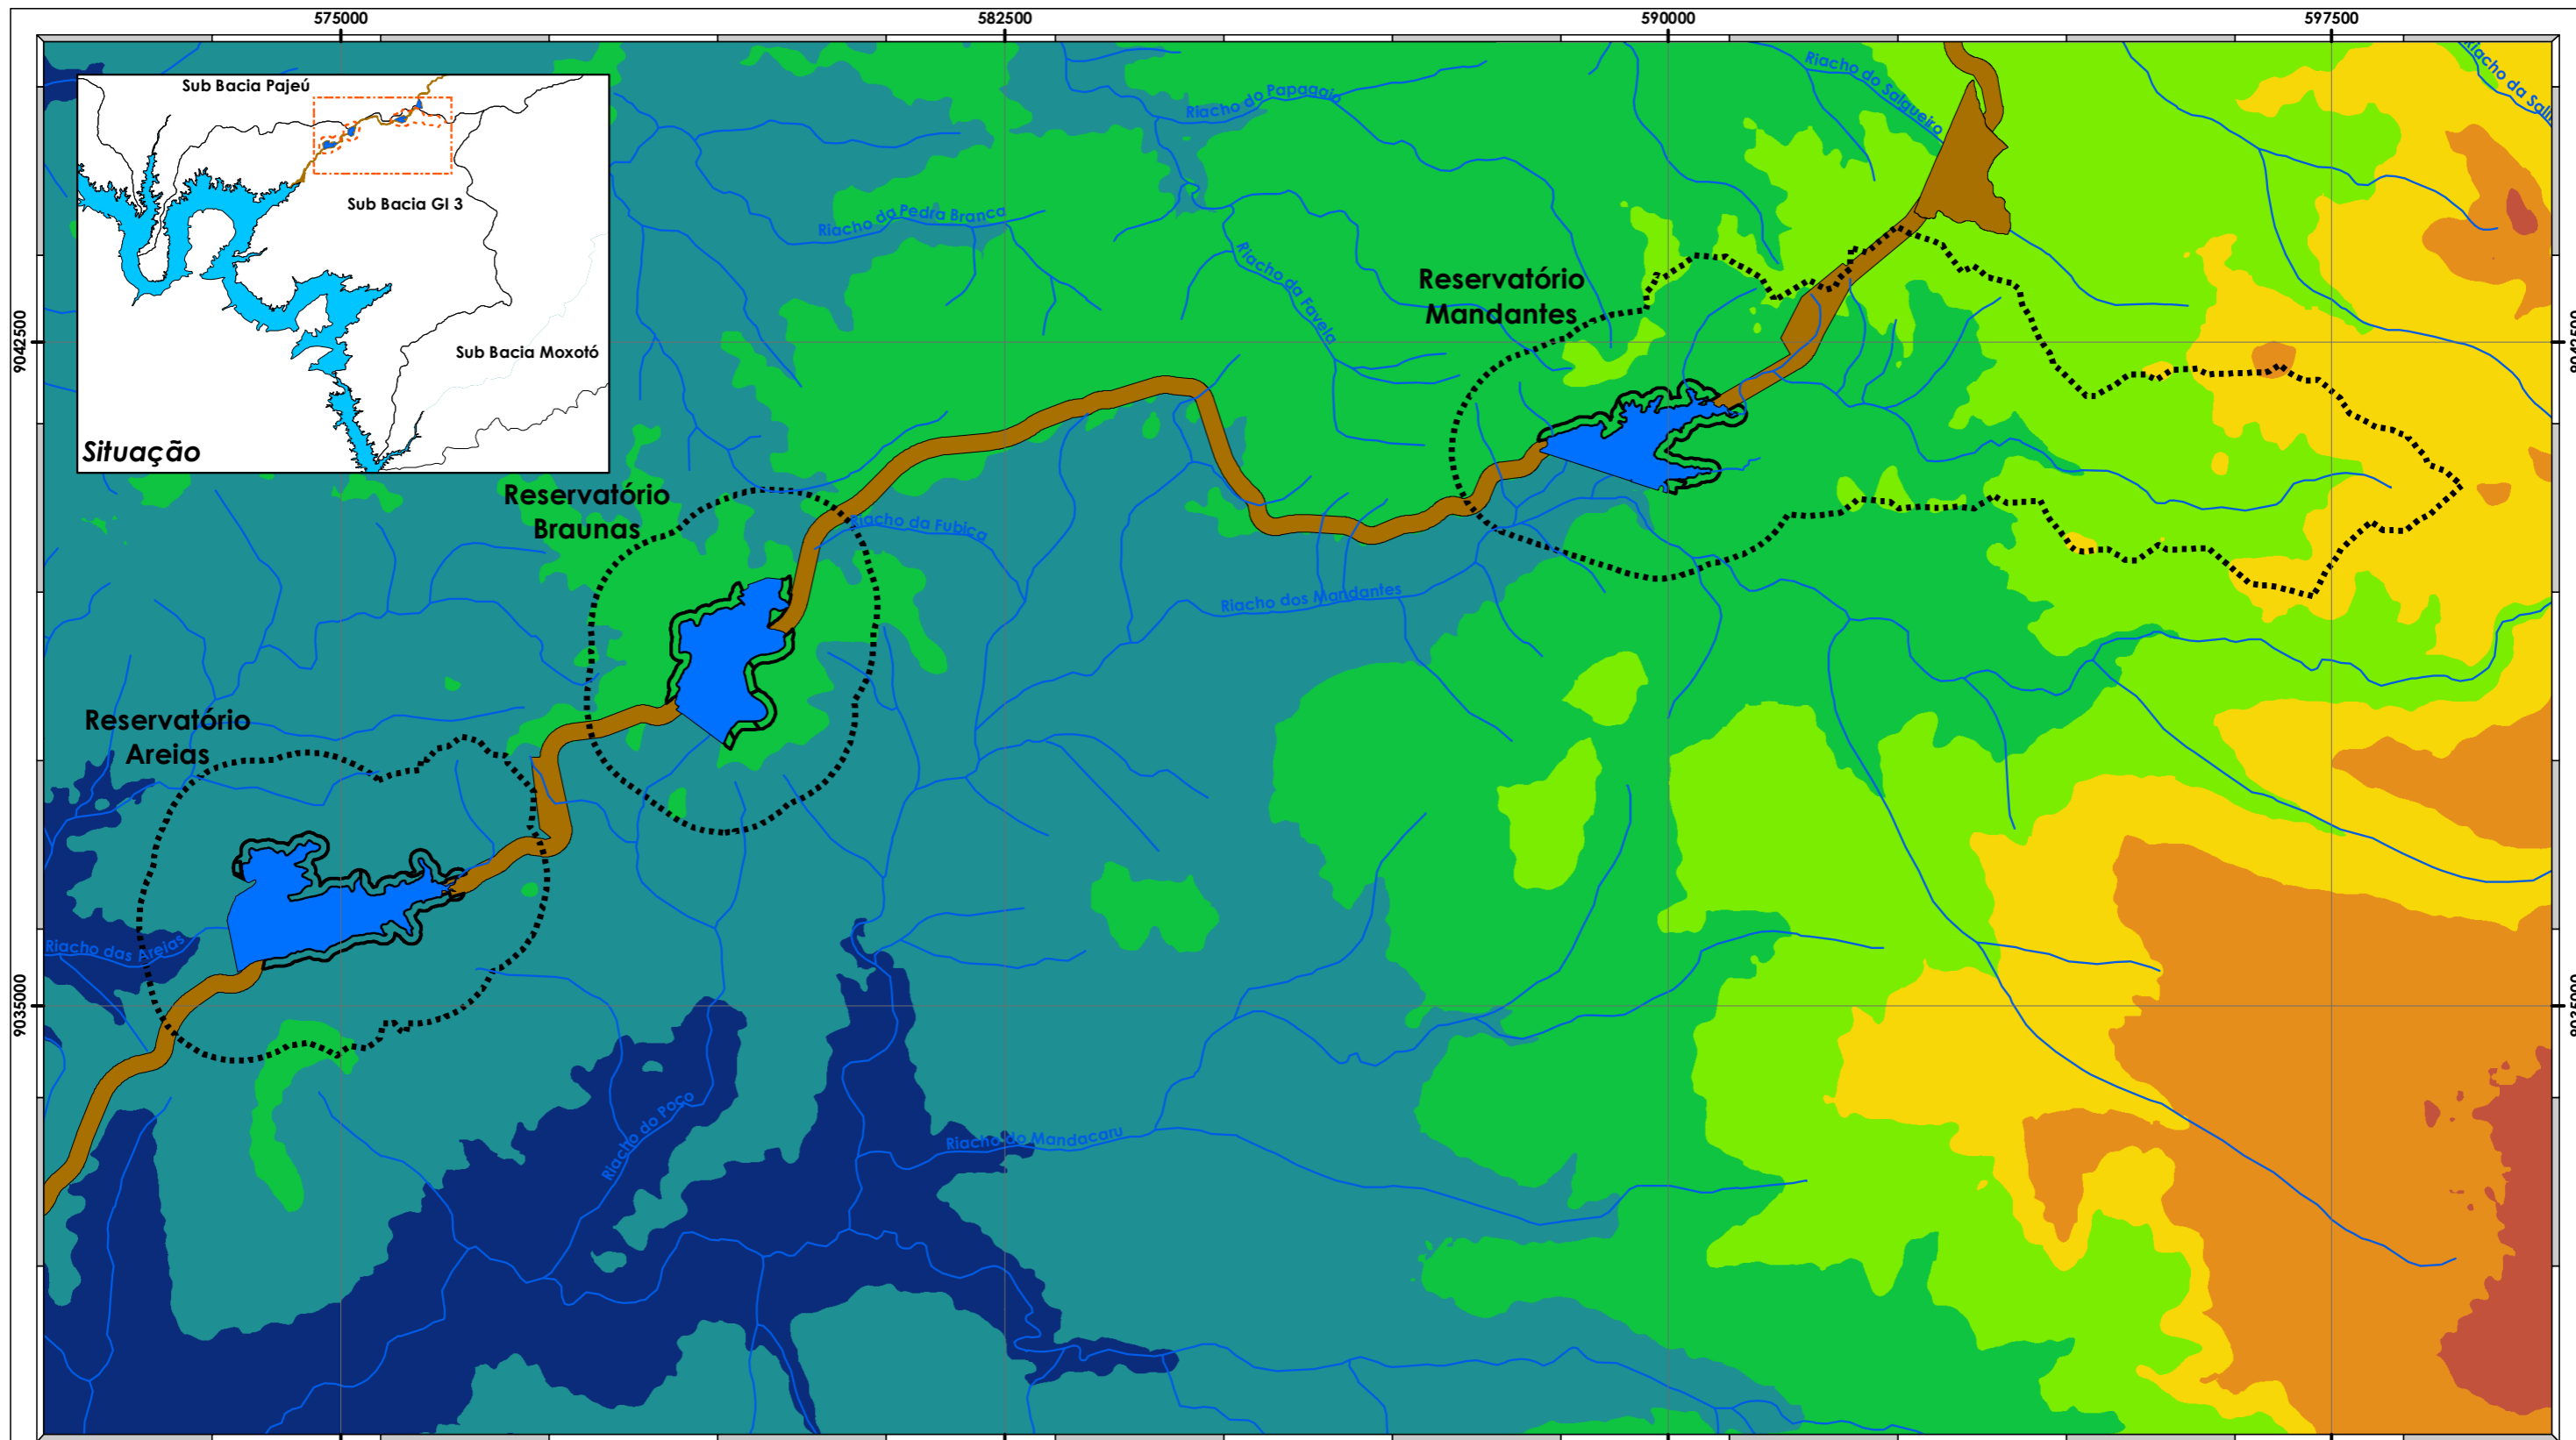 575000
582500
590000
597500
Sub Bacia Pajeú
Sub Bacia GI 3
Sub Bacia Moxotó
Situação
Riacho do Papagaio
Riacho do Salgueiro
Riacho da Pedra Branca
Riacho da Favela
Reservatório
Mandantes
9042500
9042500
Reservatório
Braunas
Riacho da Fubica
Riacho dos Mandantes
Reservatório
Areias
Riacho das Areias
9035000
9035000
Riacho do Poço
Riacho do Mandacaru